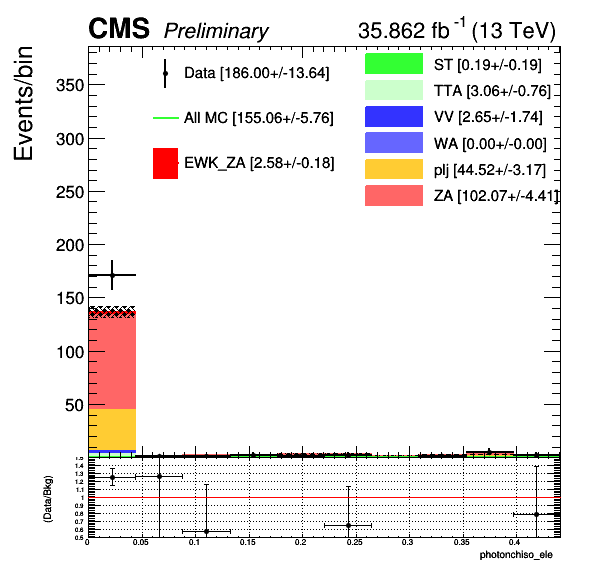 CMS Preliminary 35.862 fb⁻¹ (13 TeV)
Events/bin
350
300
250
200
150
100
50
Data [186.00+/-13.64]
All MC [155.06+/-5.76]
EWK_ZA [2.58+/-0.18]
ST [0.19+/-0.19]
TTA [3.06+/-0.76]
VV [2.65+/-1.74]
WA [0.00+/-0.00]
plj [44.52+/-3.17]
ZA [102.07+/-4.41]
(Data/Bkg)
1.5
1.4
1.3
1.2
1.1
1
0.9
0.8
0.7
0.6
0.5
0 0.05 0.1 0.15 0.2 0.25 0.3 0.35 0.4
photonchiso_ele